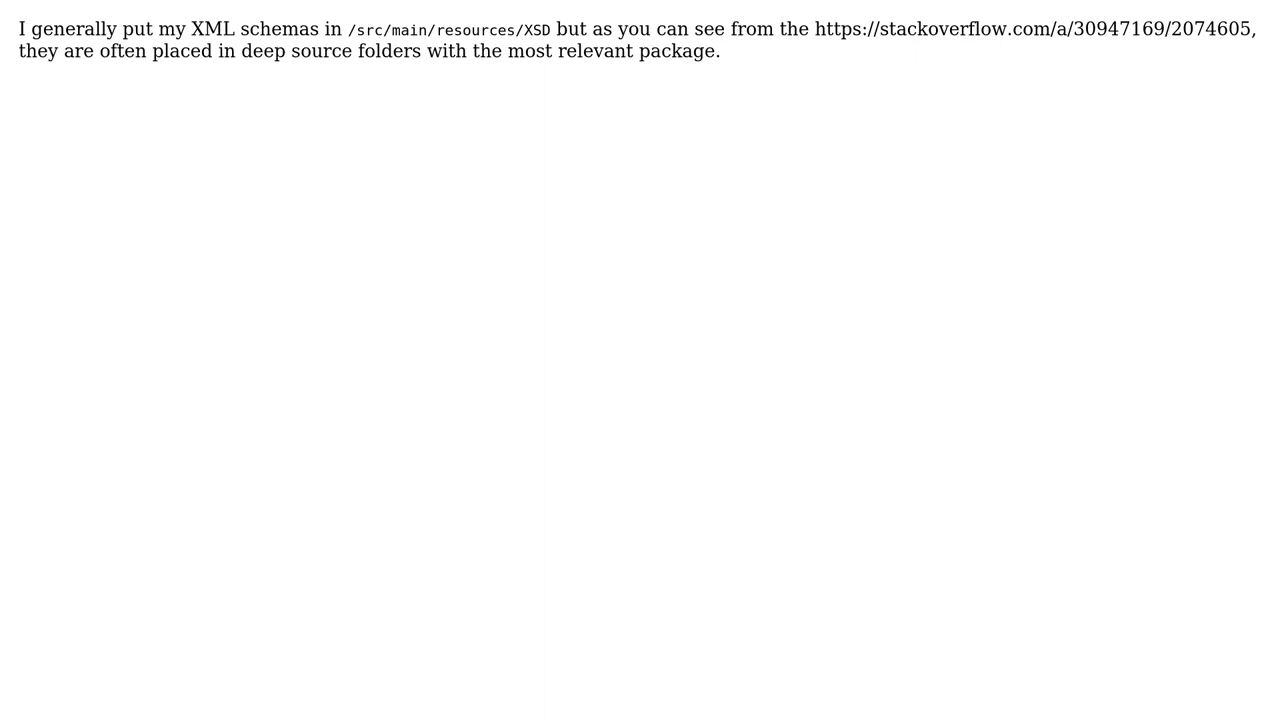 I generally put my XML schemas in /src/main/resources/XSD but as you can see from the https://stackoverflow.com/a/30947169/2074605,
they are often placed in deep source folders with the most relevant package.